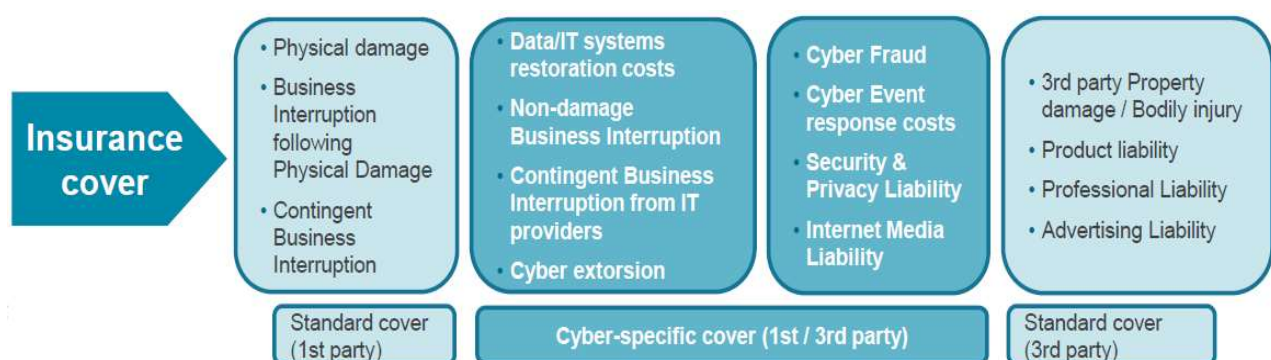 Insurance
cover
• Physical damage
• Business
Interruption
following
Physical Damage
• Contingent
Business
Interruption
• Data/IT systems
restoration costs
• Non-damage
Business Interruption
• Contingent Business
Interruption from IT
providers
• Cyber extorsion
• Cyber Fraud
• Cyber Event
response costs
• Security &
Privacy Liability
• Internet Media
Liability
• 3rd party Property
damage / Bodily injury
• Product liability
• Professional Liability
• Advertising Liability
Standard cover
(1st party)
Cyber-specific cover (1st / 3rd party)
Standard cover
(3rd party)